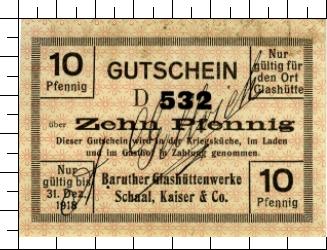 10
Pfennig
GUTSCHEIN
Nur
gültig für
den Ort
Glashütte
D 532
über Zehn Pfennig
Dieser Gutschein wird in der Kriegsküche, im Laden
und im Gasthof in Zahlung genommen.
Nur
gültig bis
31. Dez.
1918
Baruther Glashüttenwerke
Schaal, Kaiser & Co.
10
Pfennig